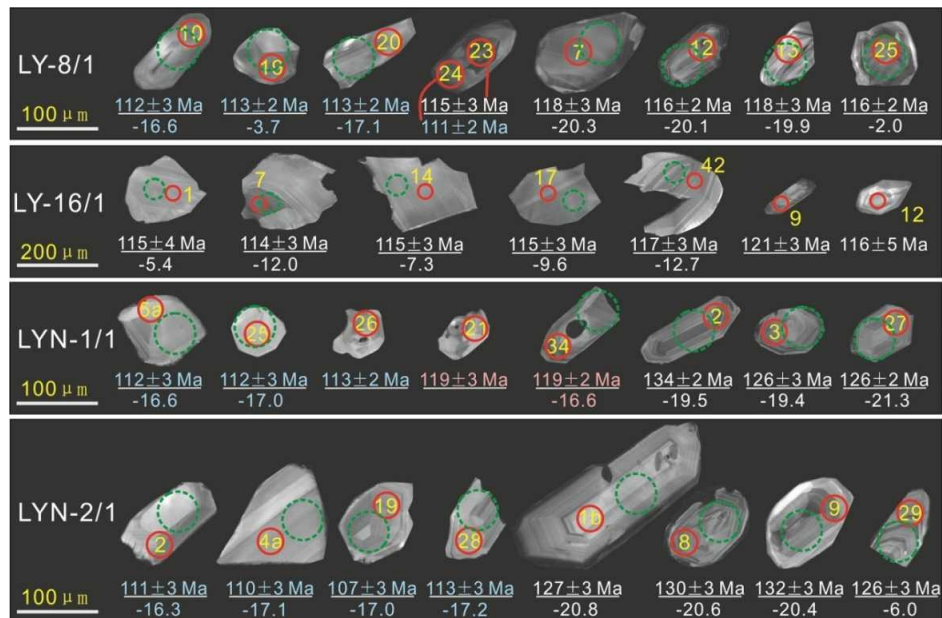 LY-8/1
19 18 20 23 24 7 12 13 25
112±3 Ma 113±2 Ma 113±2 Ma 115±3 Ma 118±3 Ma 116±2 Ma 118±3 Ma 116±2 Ma
100 μm -16.6 -3.7 -17.1 111±2 Ma -20.3 -20.1 -19.9 -2.0
LY-16/1
1 7 14 17 42 9 12
115±4 Ma 114±3 Ma 115±3 Ma 115±3 Ma 117±3 Ma 121±3 Ma 116±5 Ma
200 μm -5.4 -12.0 -7.3 -9.6 -12.7
LYN-1/1
6a 25 26 21 34 2 3 37
112±3 Ma 112±3 Ma 113±2 Ma 119±3 Ma 119±2 Ma 134±2 Ma 126±3 Ma 126±2 Ma
100 μm -16.6 -17.0 -16.6 -19.5 -19.4 -21.3
LYN-2/1
2 4a 19 28 1b 8 9 29
111±3 Ma 110±3 Ma 107±3 Ma 113±3 Ma 127±3 Ma 130±3 Ma 132±3 Ma 126±3 Ma
100 μm -16.3 -17.1 -17.0 -17.2 -20.8 -20.6 -20.4 -6.0